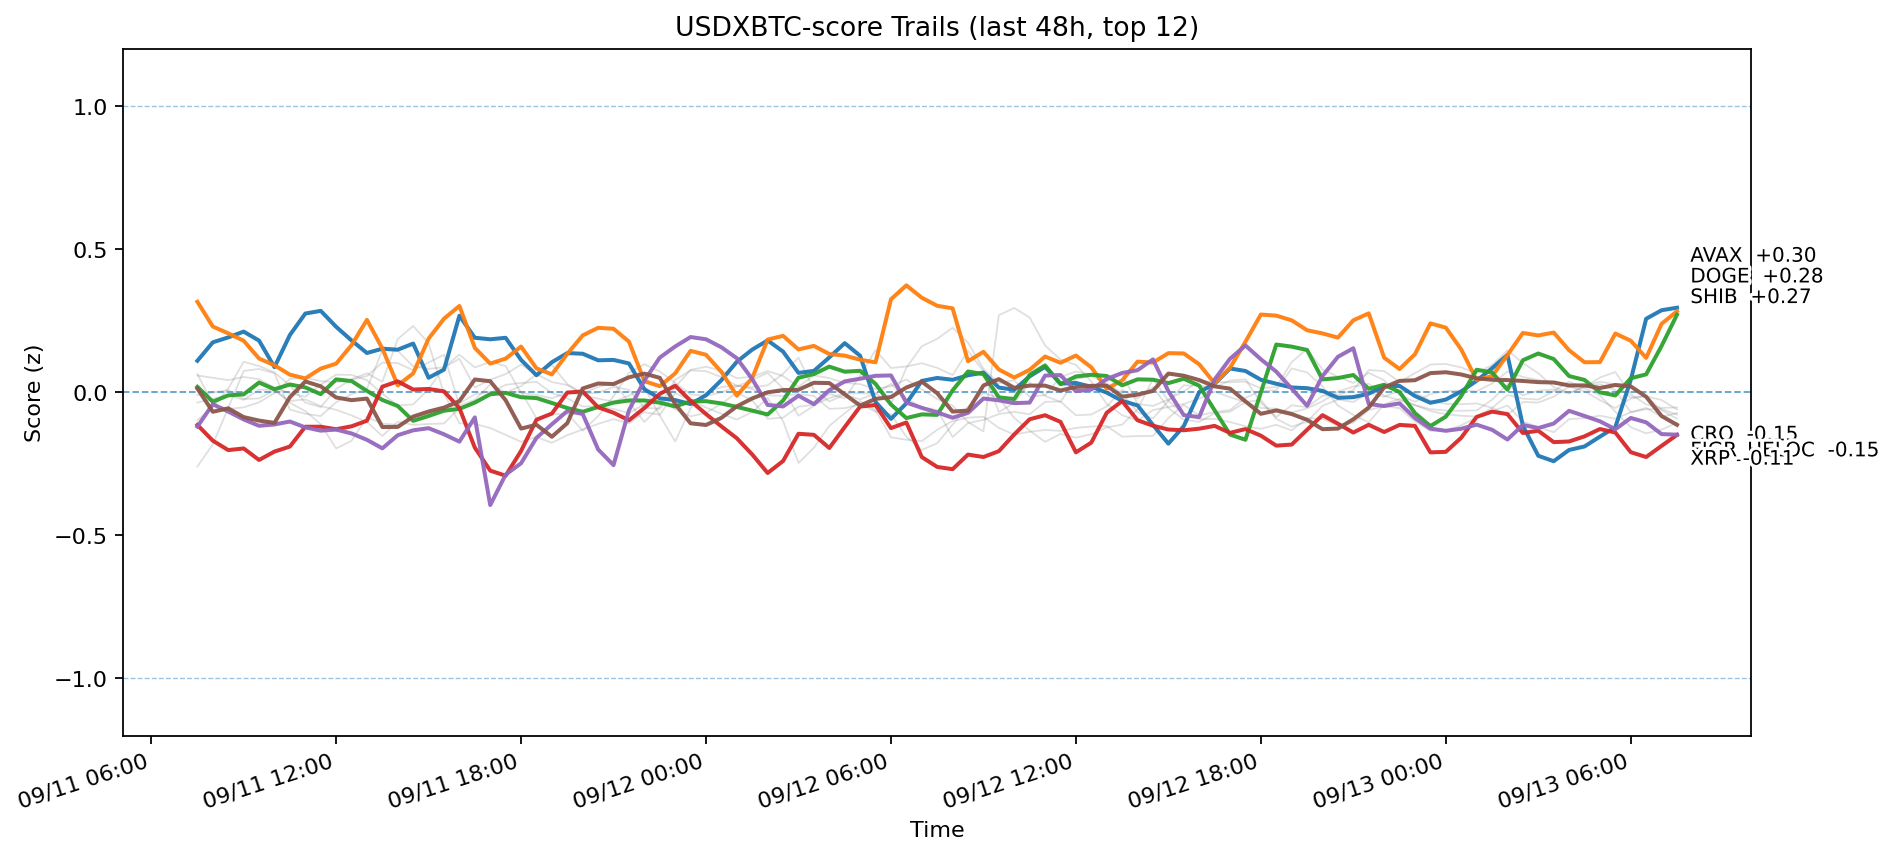 USDXBTC-score Trails (last 48h, top 12)
Score (z)
1.0
0.5
0.0
−0.5
−1.0
AVAX +0.30
DOGE +0.28
SHIB +0.27
CRO -0.15
FIGR_HELOC -0.15
XRP -0.11
09/11 06:00
09/11 12:00
09/11 18:00
09/12 00:00
09/12 06:00
09/12 12:00
09/12 18:00
09/13 00:00
09/13 06:00
Time